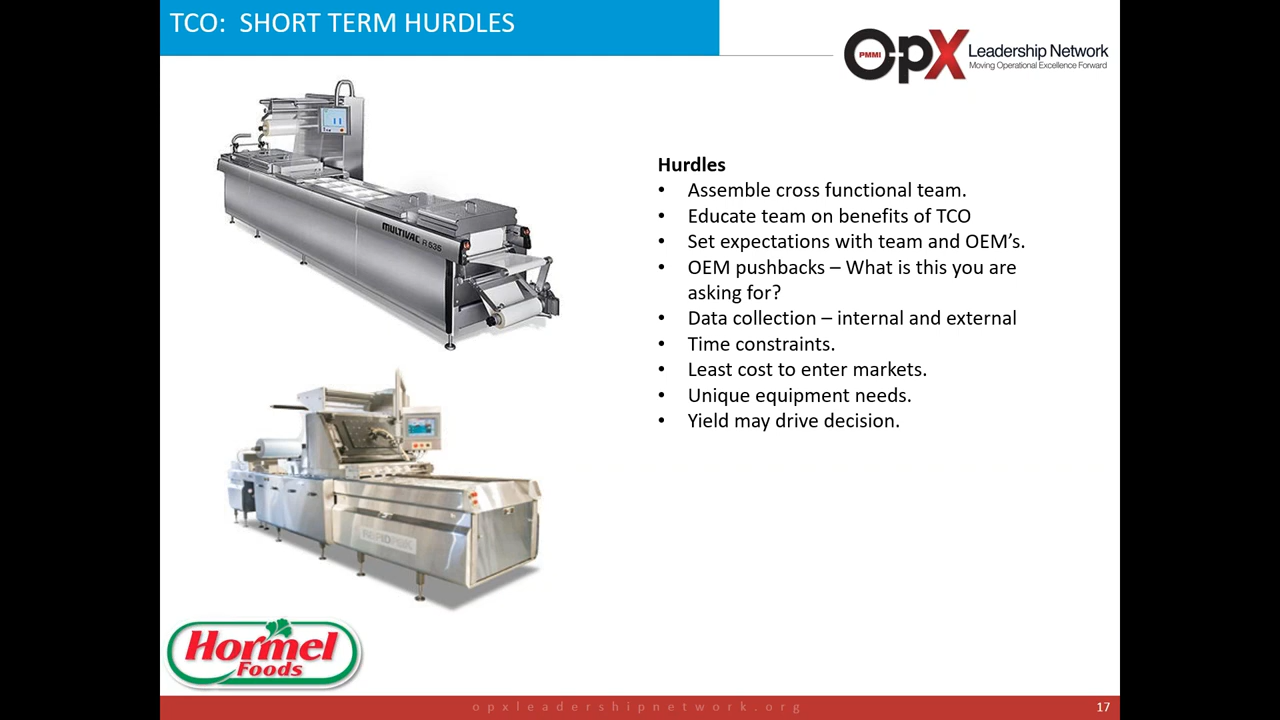 TCO:  SHORT TERM HURDLES
PMMI
OpX
Leadership Network
Moving Operational Excellence Forward
MULTIVAC R 535
Hurdles
• Assemble cross functional team.
• Educate team on benefits of TCO
• Set expectations with team and OEM’s.
• OEM pushbacks – What is this you are
asking for?
• Data collection – internal and external
• Time constraints.
• Least cost to enter markets.
• Unique equipment needs.
• Yield may drive decision.
RAPIDPAK
Hormel
Foods
opxleadershipnetwork.org
17